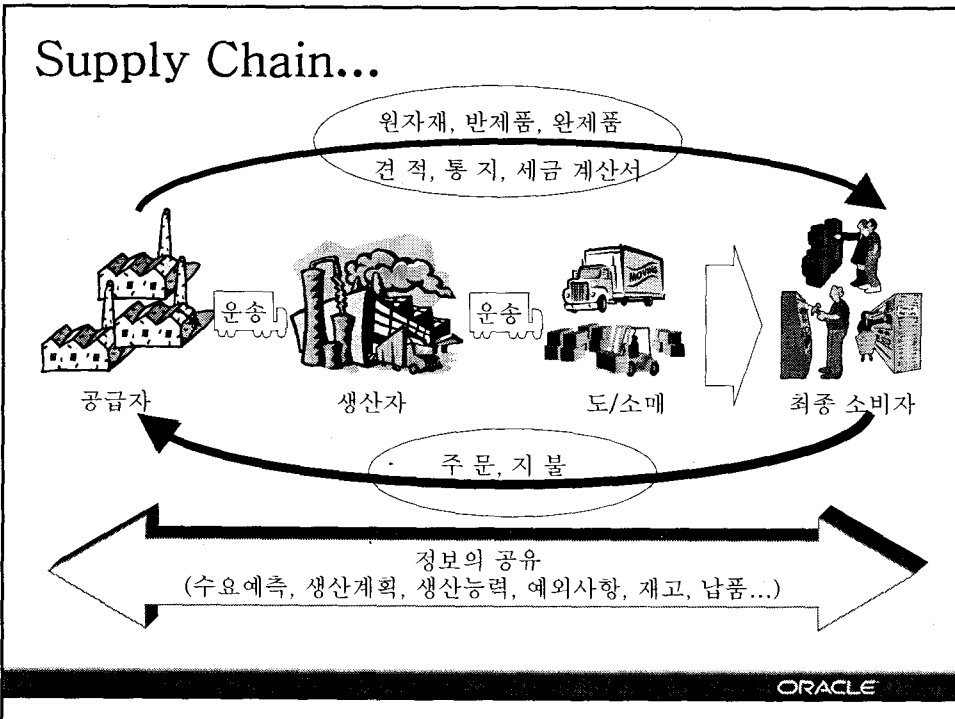 Supply Chain...
원자재, 반제품, 완제품
견 적, 통 지, 세금 계산서
운송
운송
MOVING
공급자
생산자
도/소매
최종 소비자
주 문, 지 불
정보의 공유
(수요예측, 생산계획, 생산능력, 예외사항, 재고, 납품...)
ORACLE